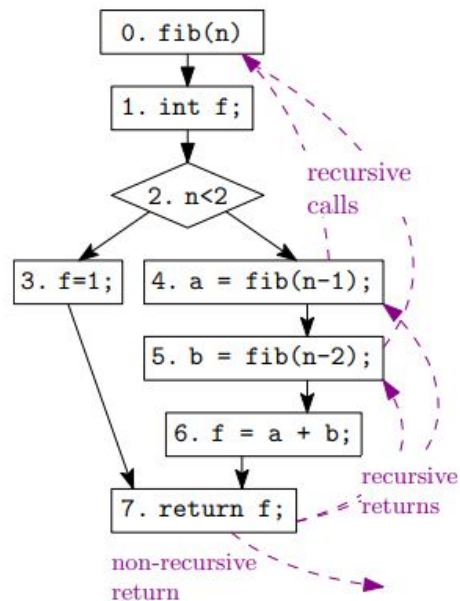 0. fib(n)
1. int f;
2. n<2
recursive
calls
3. f=1;
4. a = fib(n-1);
5. b = fib(n-2);
6. f = a + b;
recursive
returns
7. return f;
non-recursive
return